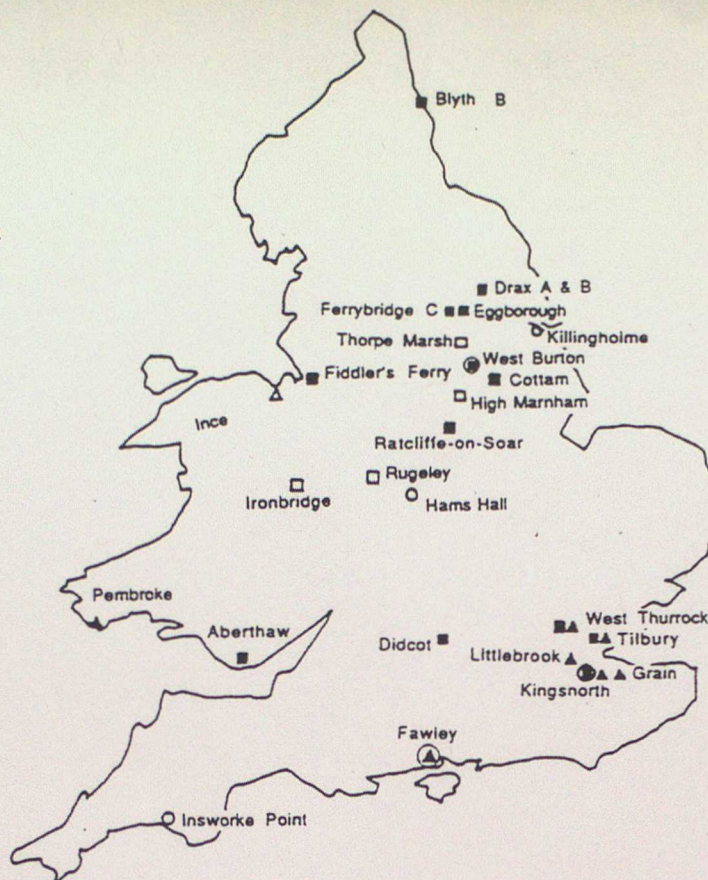 Blyth B
Drax A & B
Ferrybridge C
Eggborough
Killingholme
Thorpe Marsh
West Burton
Fiddler's Ferry
Cottam
High Marnham
Ince
Ratcliffe-on-Soar
Rugeley
Ironbridge
Hams Hall
Pembroke
Aberthaw
West Thurrock
Didcot
Tilbury
Littlebrook
Grain
Kingsnorth
Fawley
Insworke Point